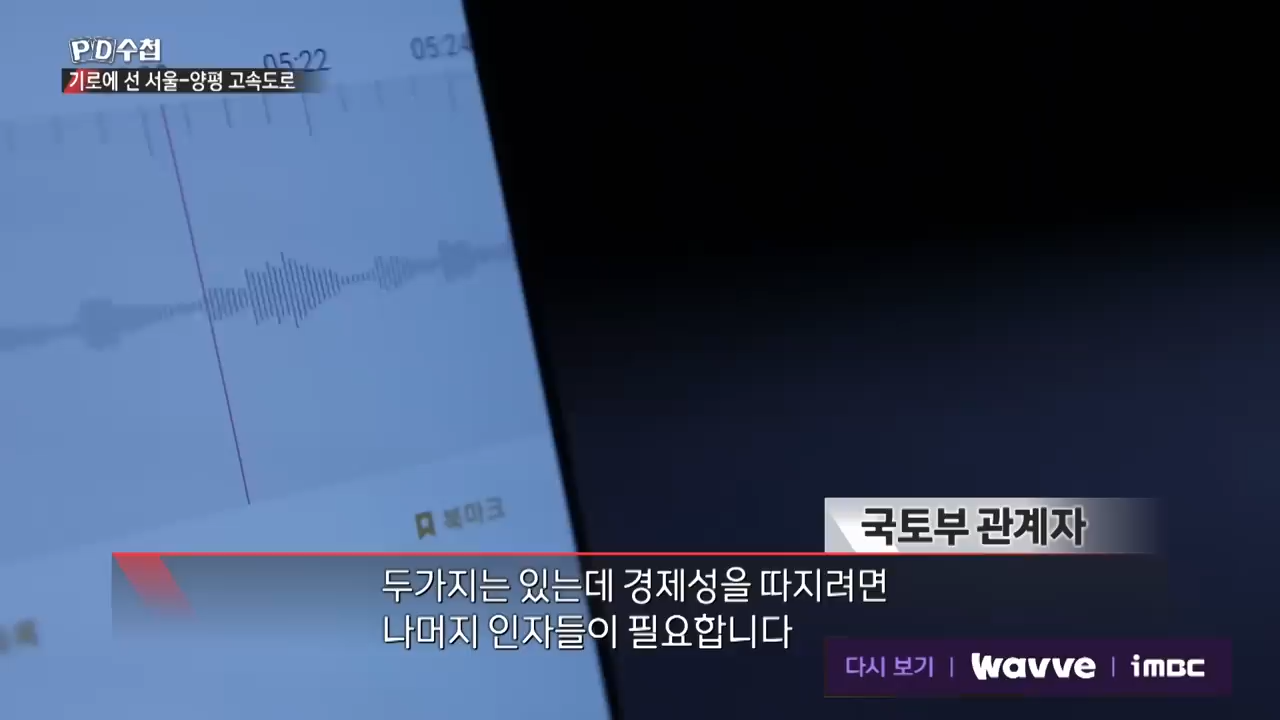 PD수첩
기로에 선 서울-양평 고속도로
05:22
05:24
북마크
국토부 관계자
두가지는 있는데 경제성을 따지려면
나머지 인자들이 필요합니다
다시 보기 | wavve | iMBC